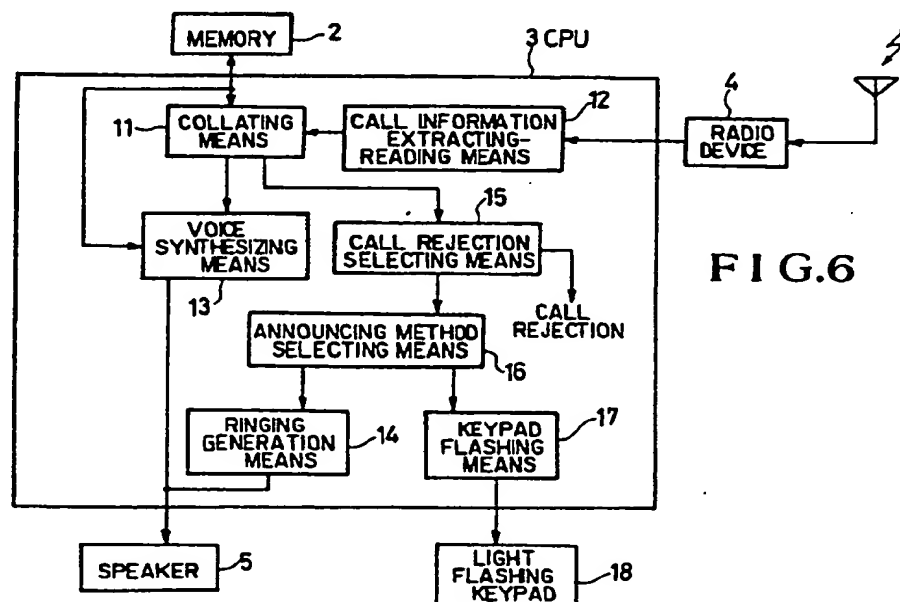 MEMORY
2
3 CPU
11
COLLATING
MEANS
CALL INFORMATION
EXTRACTING-
READING MEANS
12
4
RADIO
DEVICE
VOICE
SYNTHESIZING
MEANS
13
15
CALL REJECTION
SELECTING MEANS
CALL
REJECTION
FIG.6
ANNOUNCING METHOD
SELECTING MEANS
16
RINGING
GENERATION
MEANS
14
KEYPAD
FLASHING
MEANS
17
SPEAKER
5
LIGHT
FLASHING
KEYPAD
18